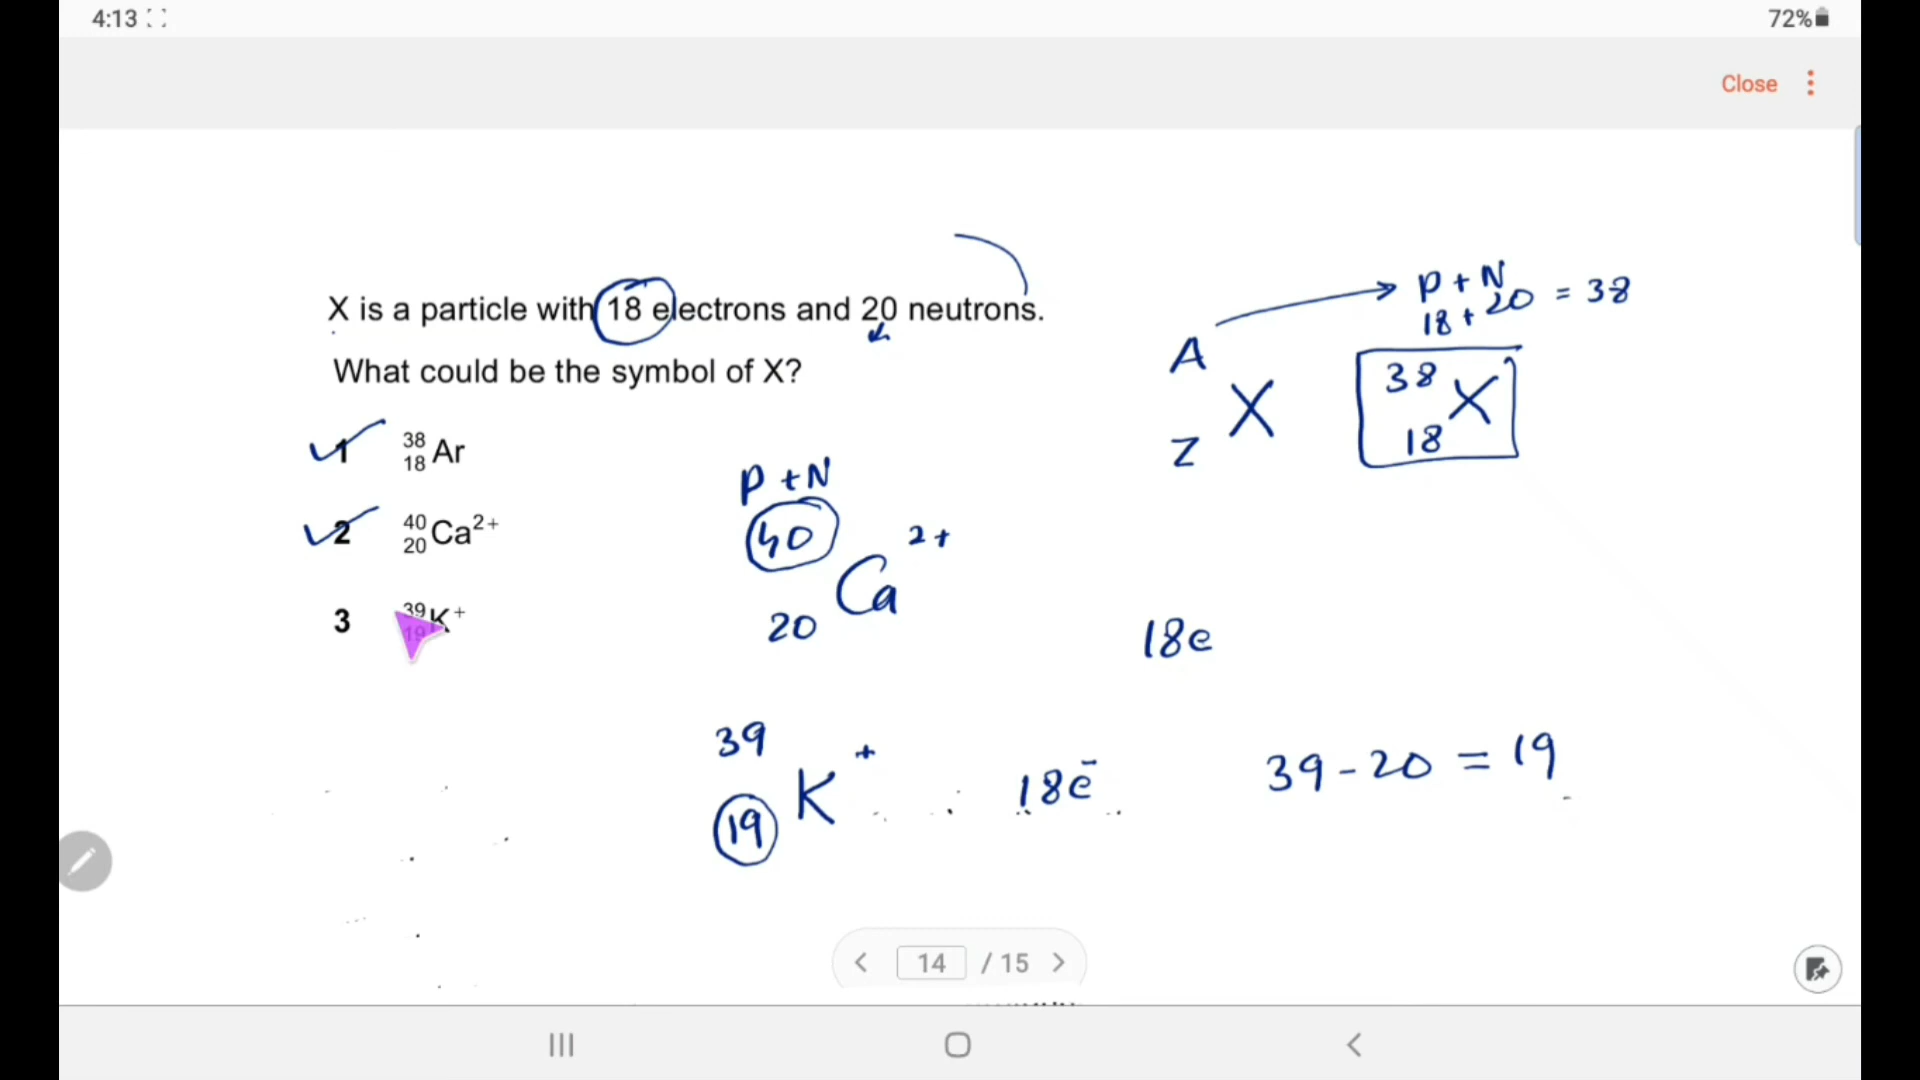 4:13
72%
Close
X is a particle with 18 electrons and 20 neutrons.
What could be the symbol of X?
1 38 18 Ar
2 40 20 Ca2+
3 39 19 K+
P + N
18 + 20 = 38
A
Z X
38
18 X
P + N
40
20 Ca 2+
18e
39
19 K +
18e-
39 - 20 = 19
14 / 15